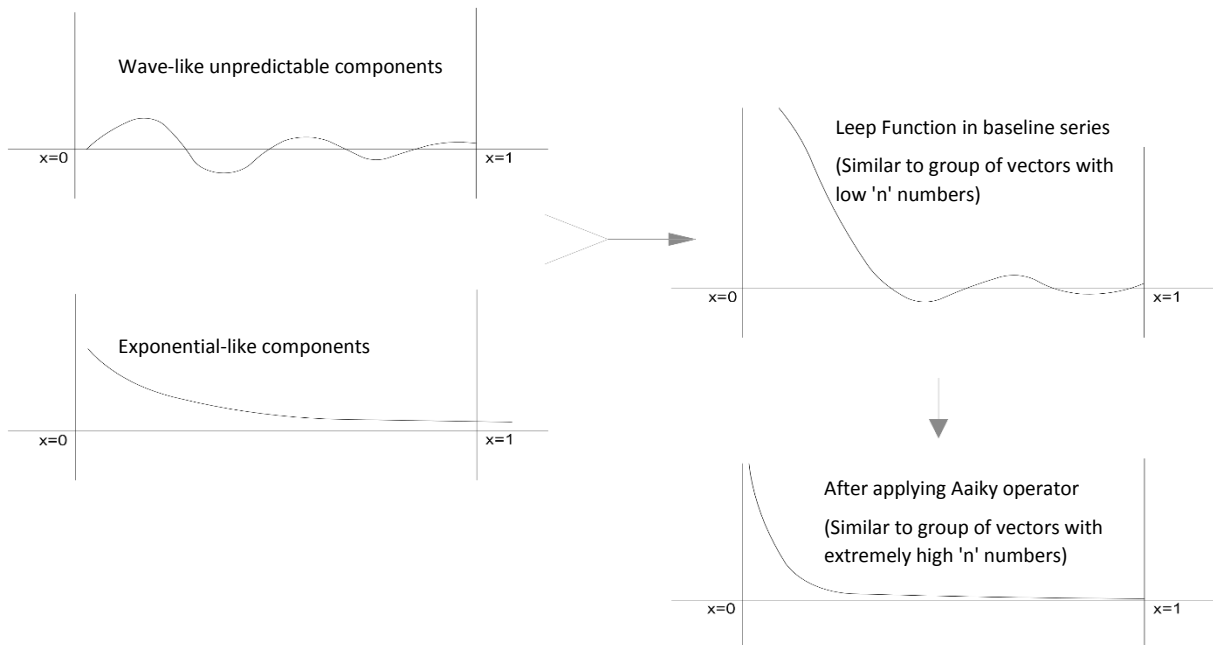 Wave-like unpredictable components
x=0
x=1
Exponential-like components
x=0
x=1
Leep Function in baseline series
(Similar to group of vectors with
low 'n' numbers)
x=0
x=1
After applying Aaiky operator
(Similar to group of vectors with
extremely high 'n' numbers)
x=0
x=1